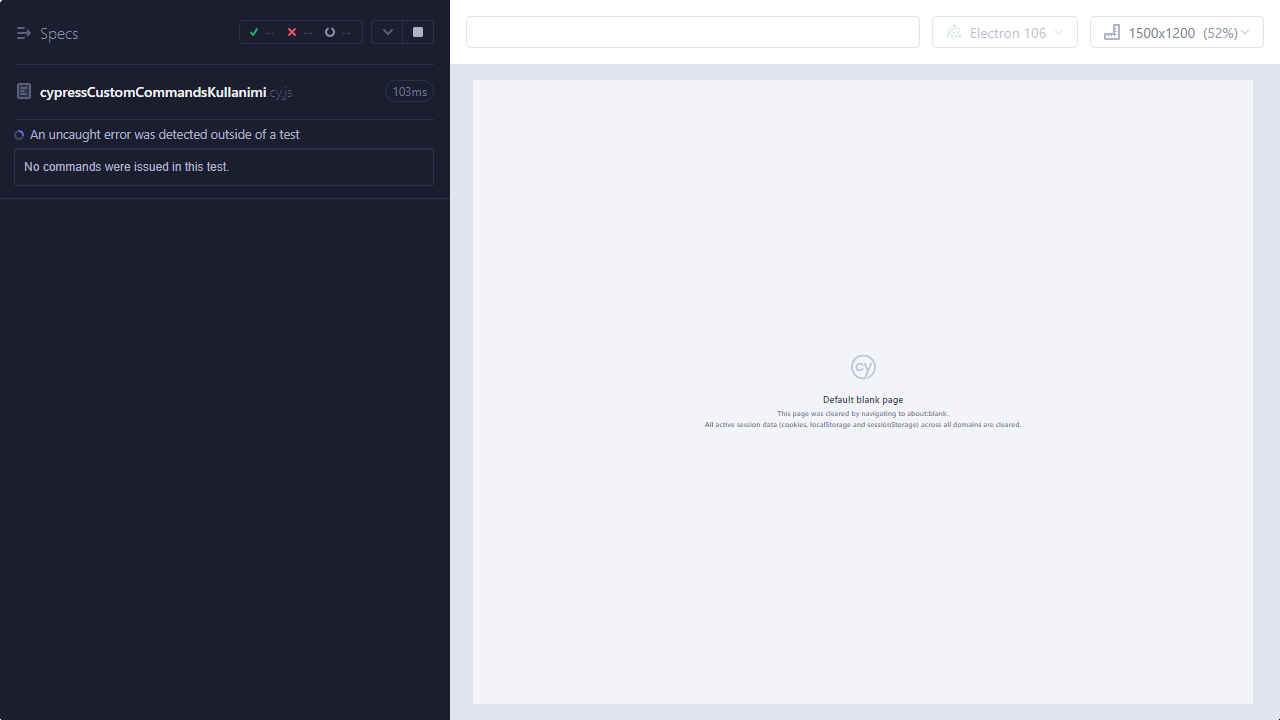 Specs
-- -- --
Electron 106
1500x1200 (52%)
cypressCustomCommandsKullanimi.cy.js
103ms
An uncaught error was detected outside of a test
No commands were issued in this test.
cy
Default blank page
This page was cleared by navigating to about:blank.
All active session data (cookies, localStorage and sessionStorage) across all domains are cleared.